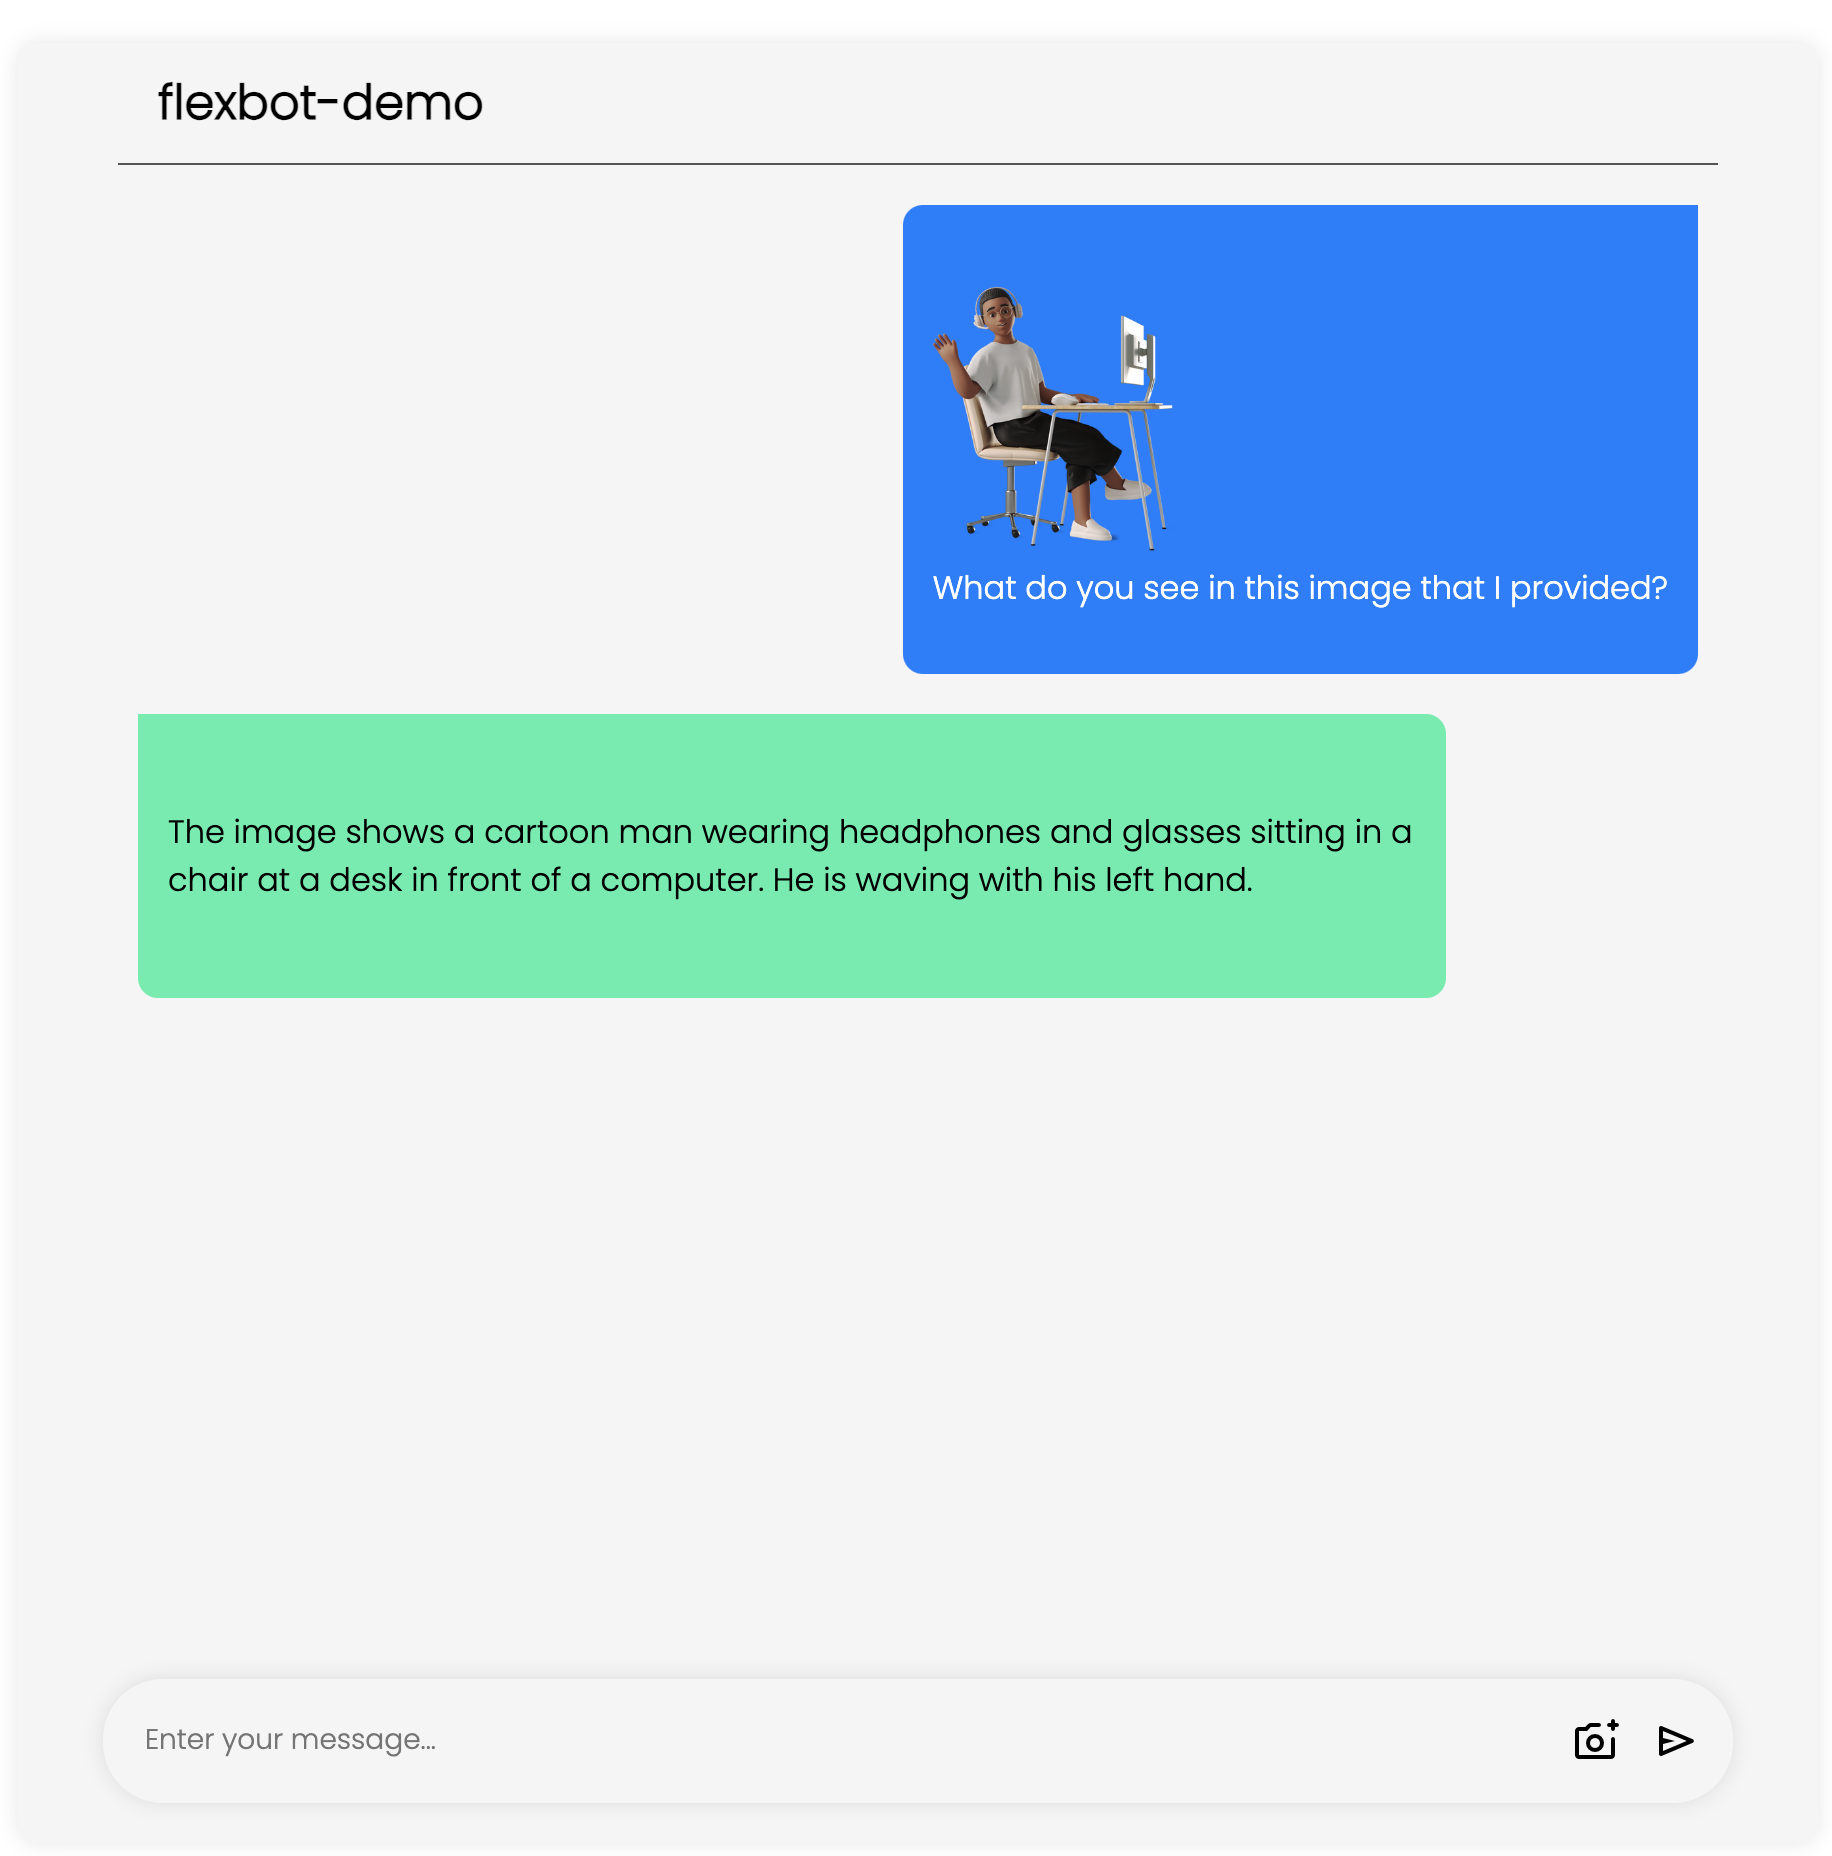 flexbot-demo
What do you see in this image that I provided?
The image shows a cartoon man wearing headphones and glasses sitting in a
chair at a desk in front of a computer. He is waving with his left hand.
Enter your message...